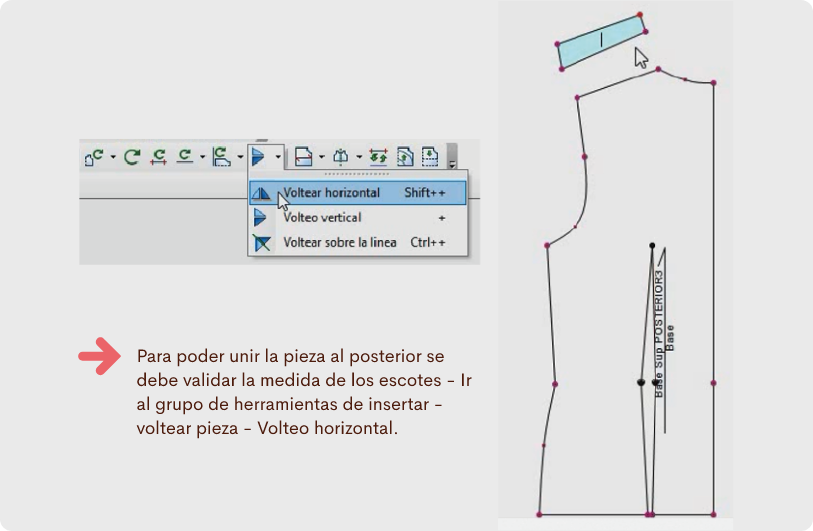 Voltear horizontal Shift++
Volteo vertical +
Voltear sobre la linea Ctrl++
Para poder unir la pieza al posterior se
debe validar la medida de los escotes - Ir
al grupo de herramientas de insertar -
voltear pieza - Volteo horizontal.
Base Sup POSTERIOR3
Base